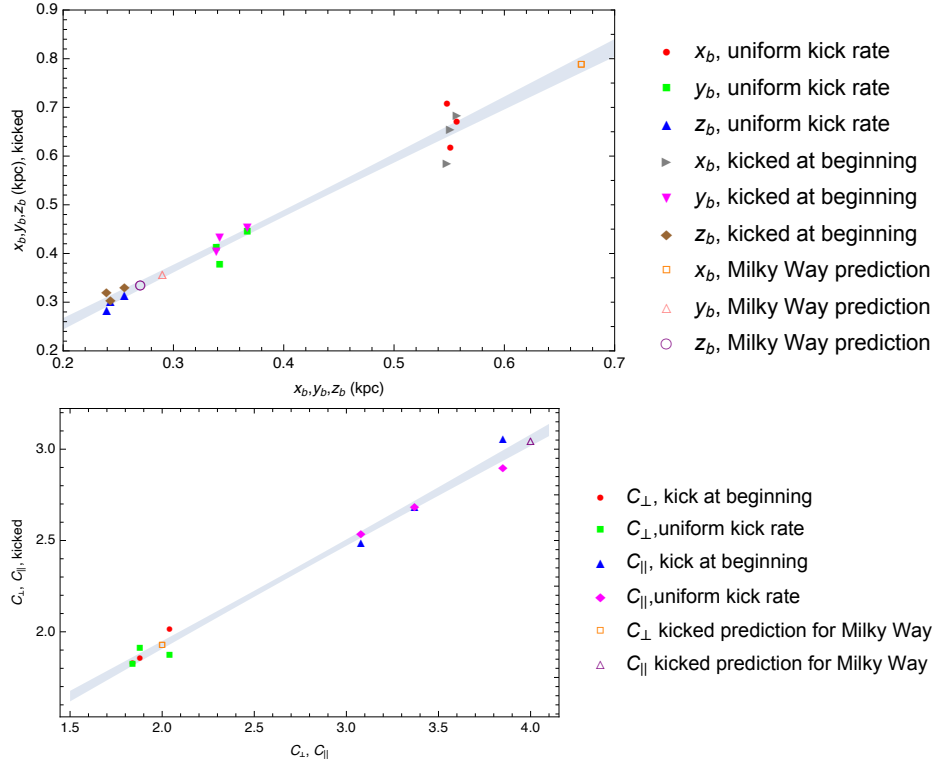 0.9
0.8
0.7
0.6
0.5
0.4
0.3
0.2
0.2 0.3 0.4 0.5 0.6 0.7
x_b,y_b,z_b (kpc), kicked
x_b,y_b,z_b (kpc)
x_b, uniform kick rate
y_b, uniform kick rate
z_b, uniform kick rate
x_b, kicked at beginning
y_b, kicked at beginning
z_b, kicked at beginning
x_b, Milky Way prediction
y_b, Milky Way prediction
z_b, Milky Way prediction
3.0
2.5
2.0
1.5 2.0 2.5 3.0 3.5 4.0
C_⊥, C_||, kicked
C_⊥, C_||
C_⊥, kick at beginning
C_⊥,uniform kick rate
C_||, kick at beginning
C_||,uniform kick rate
C_⊥ kicked prediction for Milky Way
C_|| kicked prediction for Milky Way